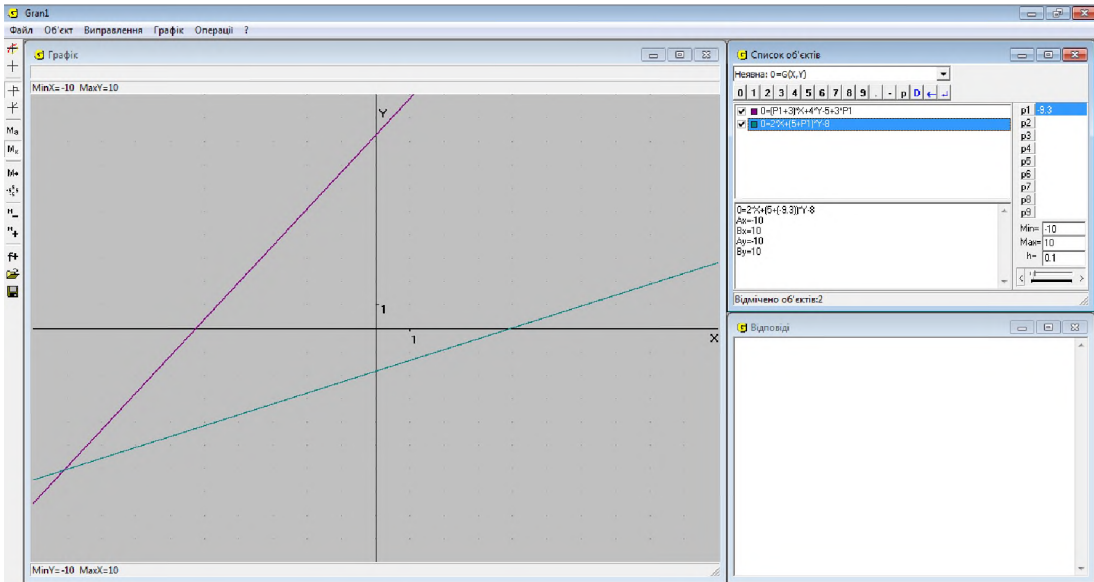 Gran1
Файл Об'єкт Виправлення Графік Операції ?
Графік
MinX=-10 MaxY=10
Y
1
1
X
MinY=-10 MaxX=10
Список об'єктів
Неявна: 0=G(X,Y)
0 1 2 3 4 5 6 7 8 9 . - p D
0=(P1+3)*X+4*Y-5+3*P1
0=2*X+(5+P1)*Y-8
p1 -9.3
p2
p3
p4
p5
p6
p7
p8
p9
Min= -10
Max= 10
h= 0.1
0=2*X+(5+(-9.3))*Y-8
Ax=-10
Bx=10
Ay=-10
By=10
Відмічено об'єктів:2
Відповіді